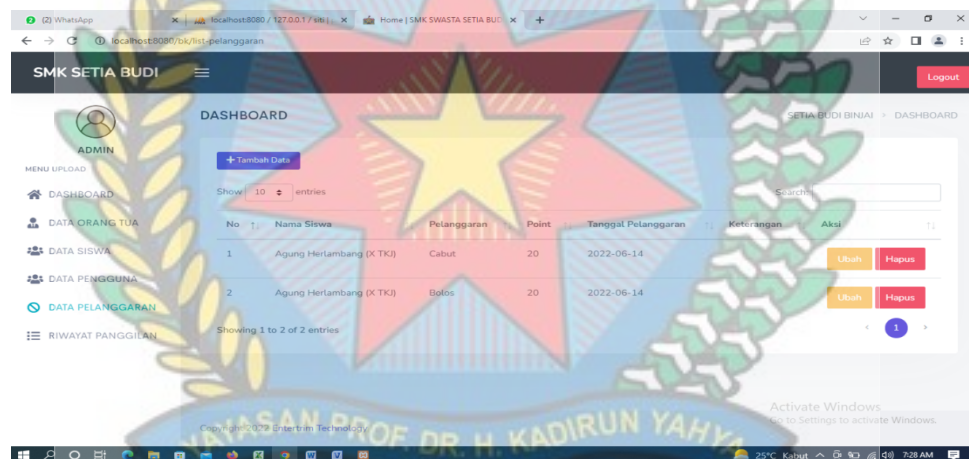 (2) WhatsApp
localhost:8080 / 127.0.0.1 / siti |
Home | SMK SWASTA SETIA BUD
localhost:8080/bk/list-pelanggaran
SMK SETIA BUDI
Logout
ADMIN
MENU UPLOAD
DASHBOARD
DATA ORANG TUA
DATA SISWA
DATA PENGGUNA
DATA PELANGGARAN
RIWAYAT PANGGILAN
DASHBOARD
SETIA BUDI BINJAI > DASHBOARD
+ Tambah Data
Show 10 entries
Search:
No Nama Siswa Pelanggaran Point Tanggal Pelanggaran Keterangan Aksi
1 Agung Herlambang (X TKJ) Cabut 20 2022-06-14 Ubah Hapus
2 Agung Herlambang (X TKJ) Bolos 20 2022-06-14 Ubah Hapus
Showing 1 to 2 of 2 entries
1
Copyright 2022 Entertrim Technology
Activate Windows
Go to Settings to activate Windows.
OF DR. H. KADIRUN YAHYA
25°C Kabut 7:28 AM